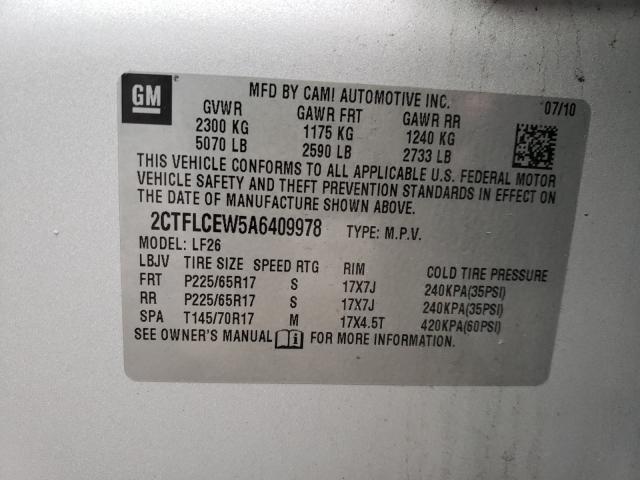 GM
MFD BY CAMI AUTOMOTIVE INC. 07/10
GVWR GAWR FRT GAWR RR
2300 KG 1175 KG 1240 KG
5070 LB 2590 LB 2733 LB
THIS VEHICLE CONFORMS TO ALL APPLICABLE U.S. FEDERAL MOTOR
VEHICLE SAFETY AND THEFT PREVENTION STANDARDS IN EFFECT ON
THE DATE OF MANUFACTURE SHOWN ABOVE.
2CTFLCEW5A6409978 TYPE: M.P.V.
MODEL: LF26
LBJV TIRE SIZE SPEED RTG RIM COLD TIRE PRESSURE
FRT P225/65R17 S 17X7J 240KPA(35PSI)
RR P225/65R17 S 17X7J 240KPA(35PSI)
SPA T145/70R17 M 17X4.5T 420KPA(60PSI)
SEE OWNER'S MANUAL FOR MORE INFORMATION.